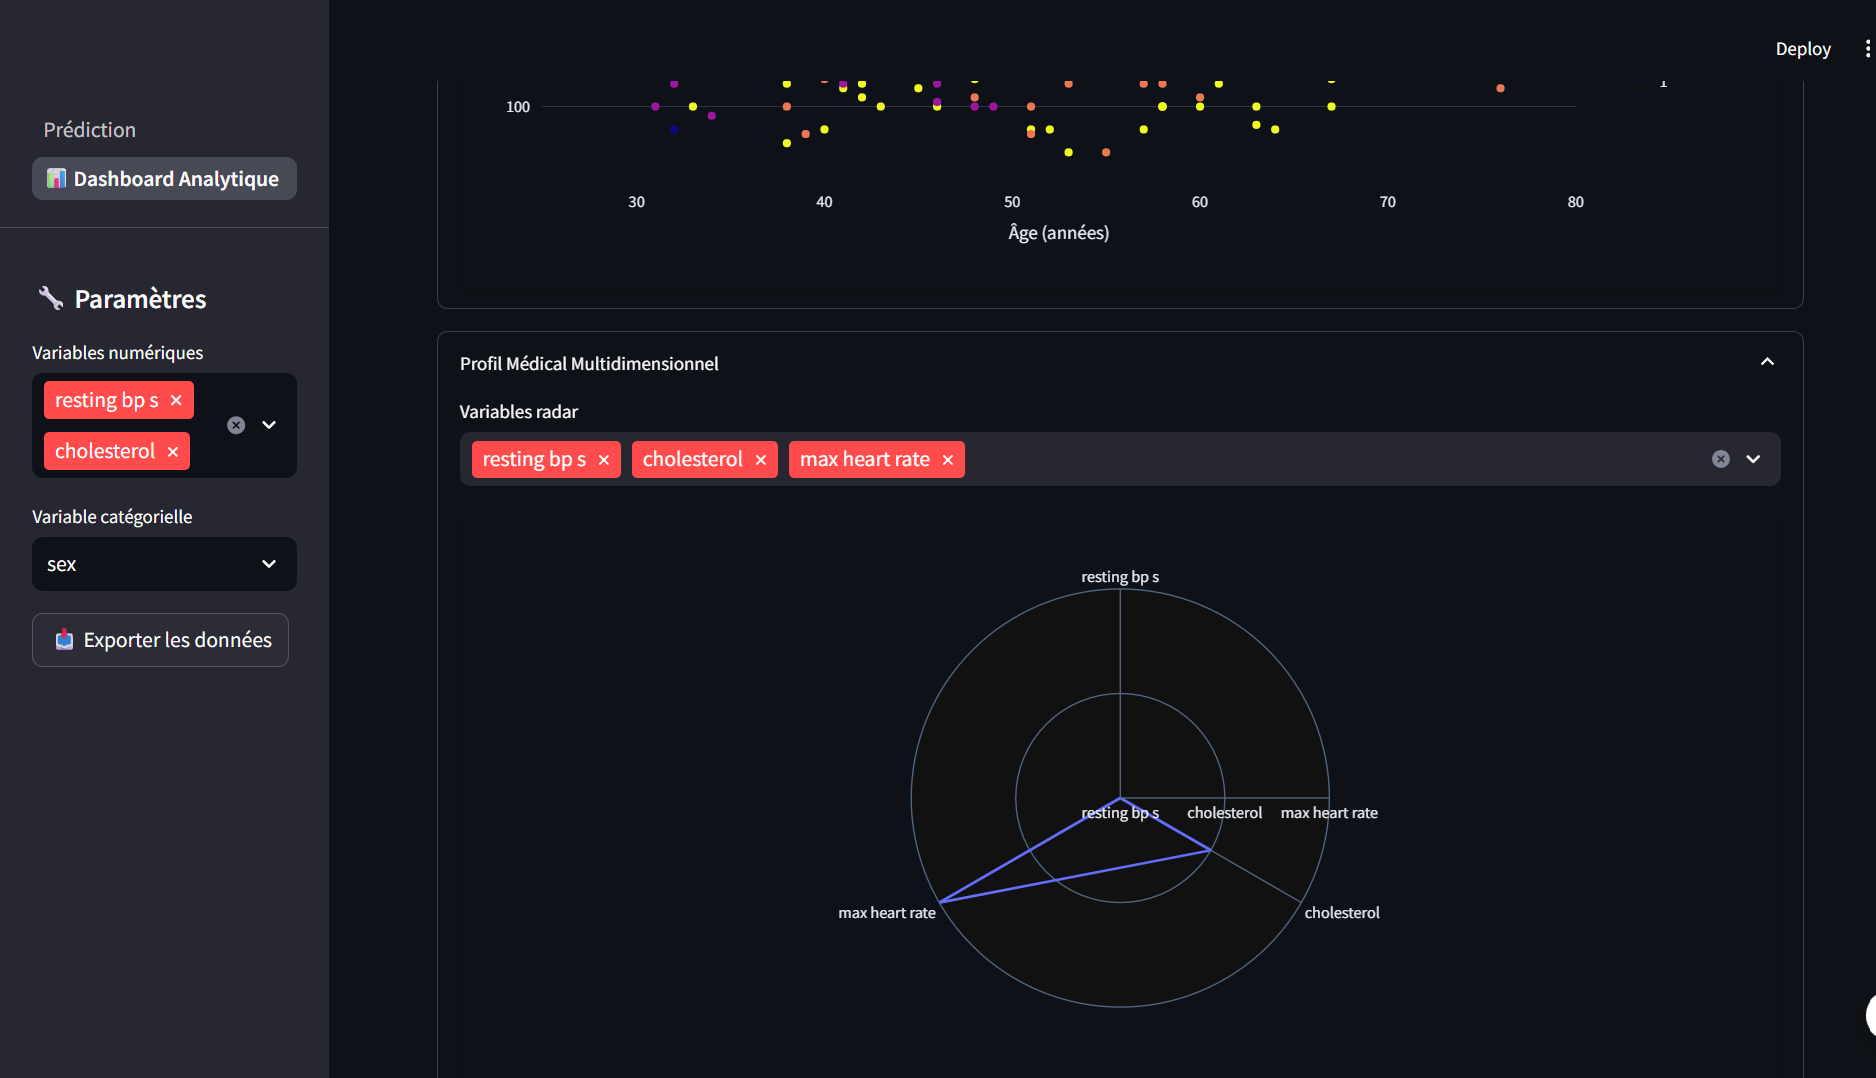 Deploy
Prédiction
Dashboard Analytique
Paramètres
Variables numériques
resting bp s
cholesterol
Variable catégorielle
sex
Exporter les données
1
100
30 40 50 60 70 80
Âge (années)
Profil Médical Multidimensionnel
Variables radar
resting bp s cholesterol max heart rate
resting bp s
resting bp s cholesterol max heart rate
max heart rate cholesterol